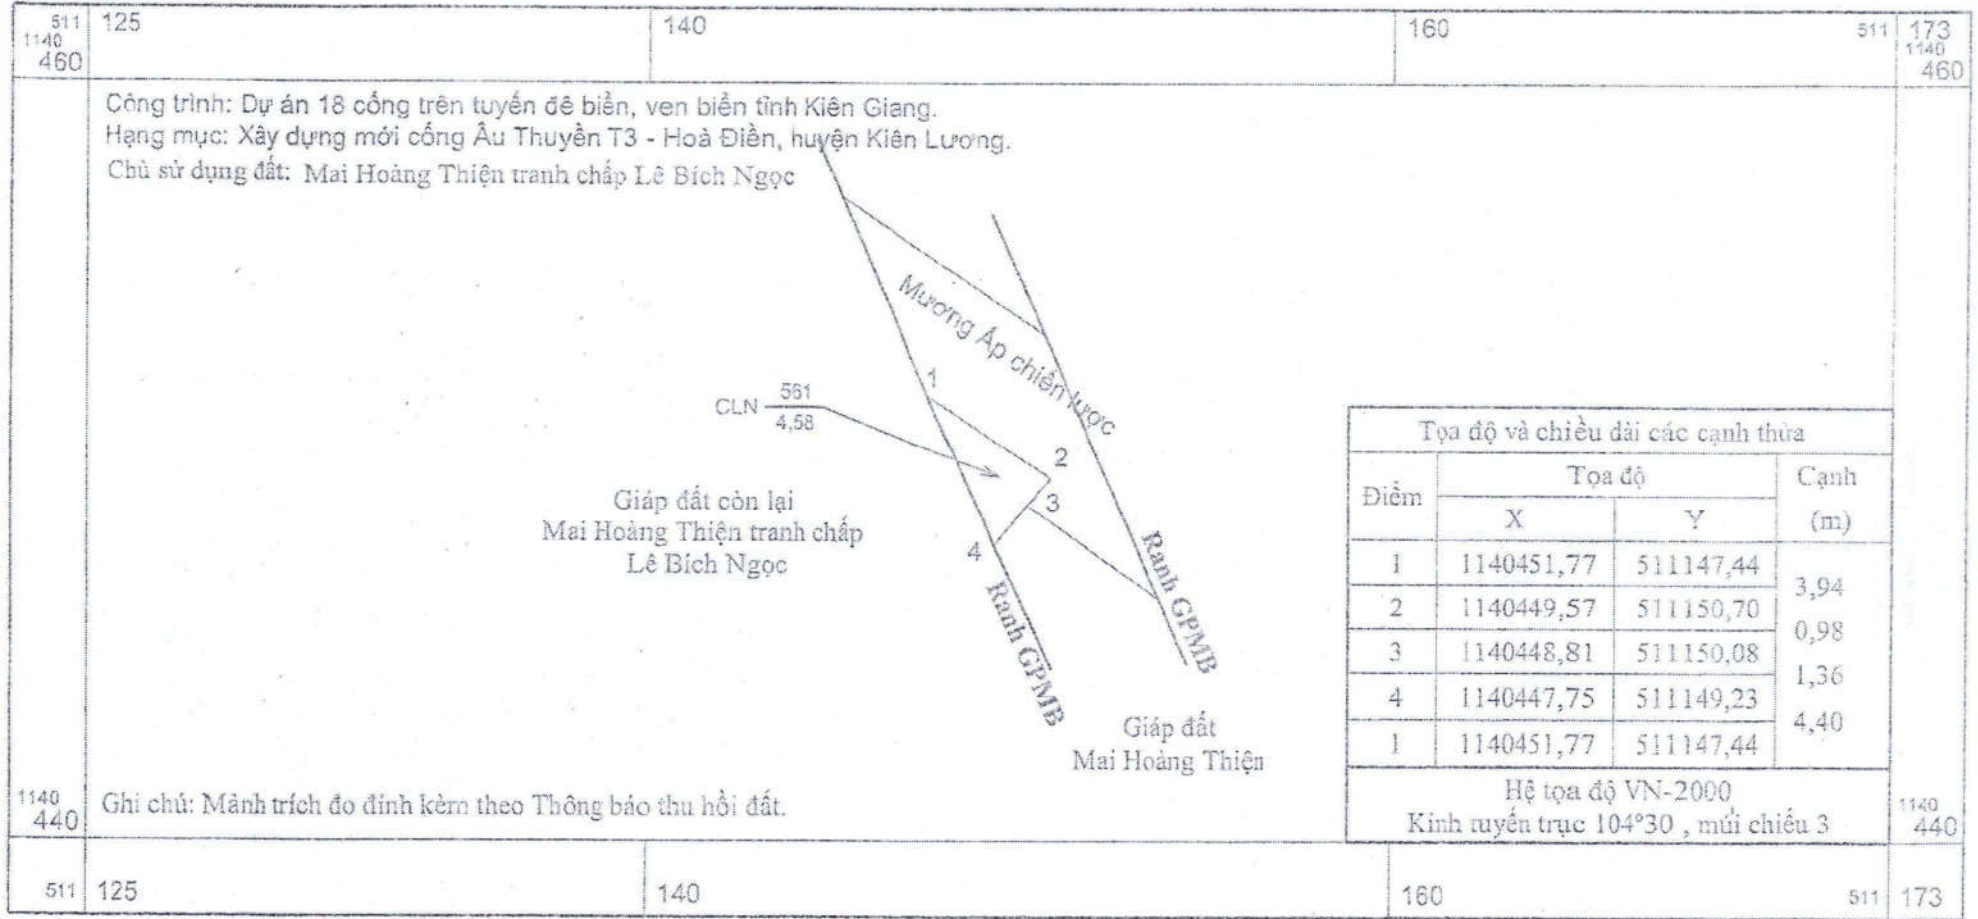 511 125 140 160 511 173
1140 1140
460 460
Công trình: Dự án 18 cống trên tuyến đê biển, ven biển tỉnh Kiên Giang.
Hạng mục: Xây dựng mới cống Âu Thuyền T3 - Hoà Điền, huyện Kiên Lương.
Chủ sử dụng đất: Mai Hoàng Thiện tranh chấp Lê Bích Ngọc
Mương Ấp chiến lược
1
CLN 561
4,58
2
3
4
Giáp đất còn lại
Mai Hoàng Thiện tranh chấp
Lê Bích Ngọc
Ranh GPMB
Ranh GPMB
Giáp đất
Mai Hoàng Thiện
Tọa độ và chiều dài các cạnh thửa
Điểm Tọa độ Cạnh
X Y (m)
1 1140451,77 511147,44
3,94
2 1140449,57 511150,70
0,98
3 1140448,81 511150,08
1,36
4 1140447,75 511149,23
4,40
1 1140451,77 511147,44
Hệ tọa độ VN-2000
Kinh tuyến trục 104°30 , múi chiếu 3
Ghi chú: Mảnh trích đo đính kèm theo Thông báo thu hồi đất.
1140 1140
440 440
511 125 140 160 511 173